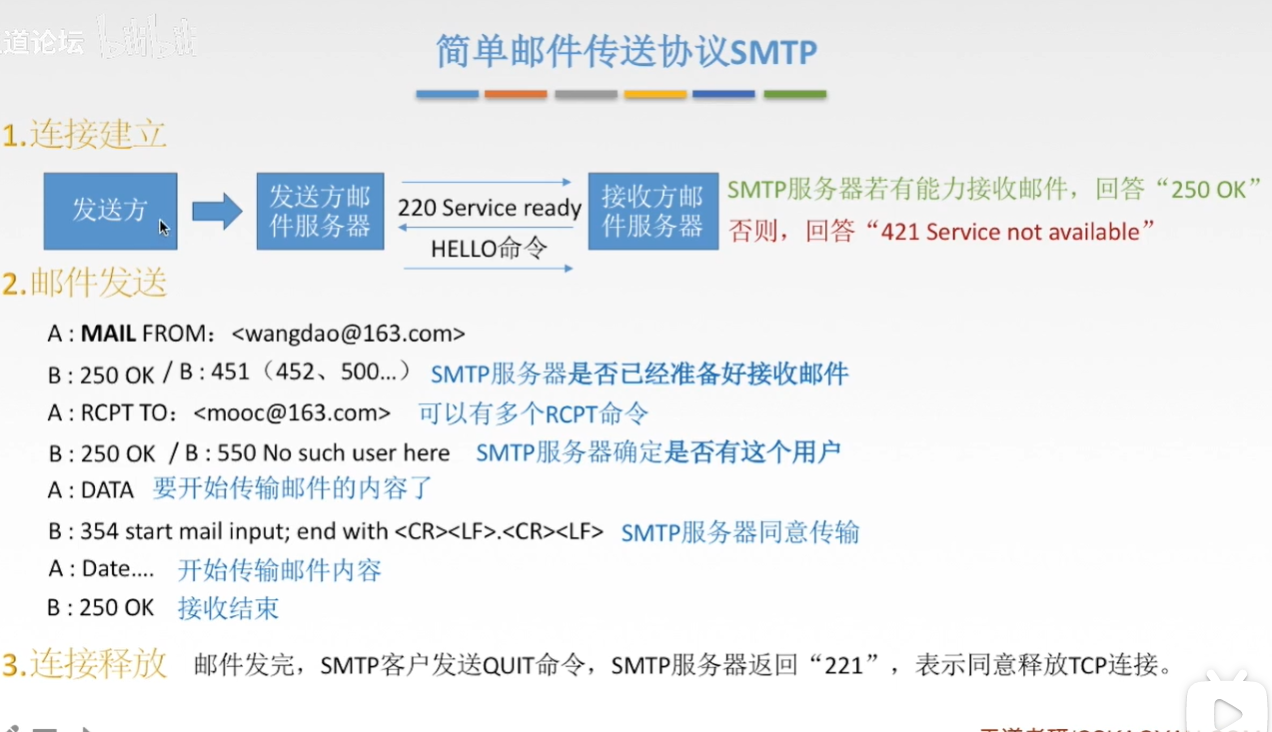 道论坛 bilibili
简单邮件传送协议SMTP
1.连接建立
发送方
发送方邮
件服务器
220 Service ready
HELLO命令
接收方邮
件服务器
SMTP服务器若有能力接收邮件，回答“250 OK”
否则，回答“421 Service not available”
2.邮件发送
A : MAIL FROM：<wangdao@163.com>
B : 250 OK / B : 451（452、500...） SMTP服务器是否已经准备好接收邮件
A : RCPT TO：<mooc@163.com> 可以有多个RCPT命令
B : 250 OK / B : 550 No such user here SMTP服务器确定是否有这个用户
A : DATA 要开始传输邮件的内容了
B : 354 start mail input; end with <CR><LF>.<CR><LF> SMTP服务器同意传输
A : Date.... 开始传输邮件内容
B : 250 OK 接收结束
3.连接释放 邮件发完，SMTP客户发送QUIT命令，SMTP服务器返回“221”，表示同意释放TCP连接。